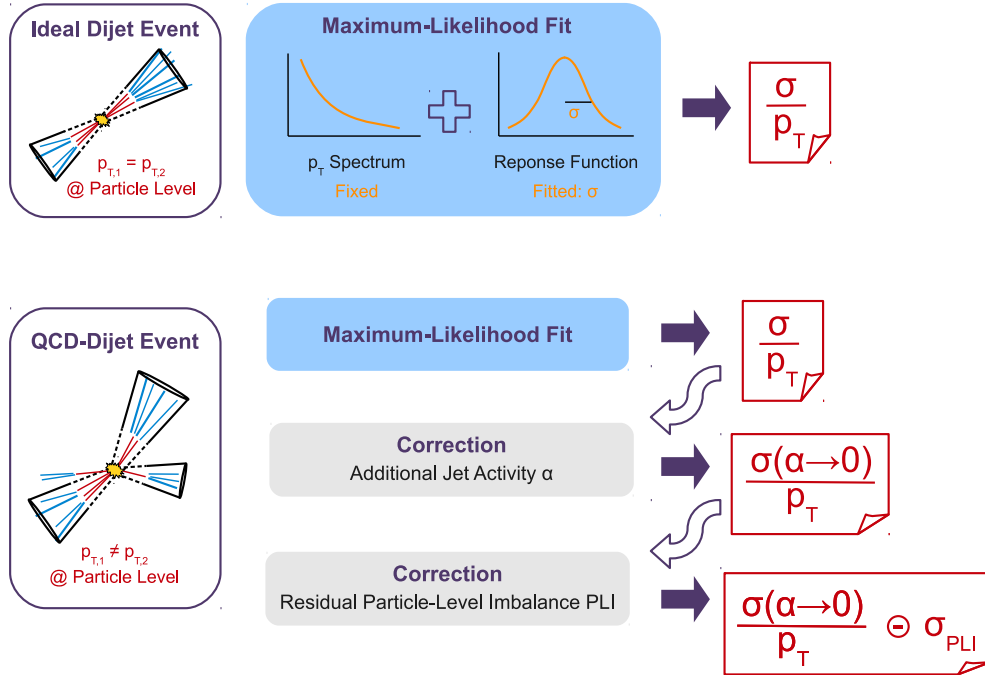 Ideal Dijet Event
p_T,1 = p_T,2
@ Particle Level
Maximum-Likelihood Fit
σ
p_T Spectrum
Fixed
Reponse Function
Fitted: σ
σ
p_T
QCD-Dijet Event
p_T,1 ≠ p_T,2
@ Particle Level
Maximum-Likelihood Fit
σ
p_T
Correction
Additional Jet Activity α
σ(α→0)
p_T
Correction
Residual Particle-Level Imbalance PLI
σ(α→0)
p_T
⊖ σ_PLI